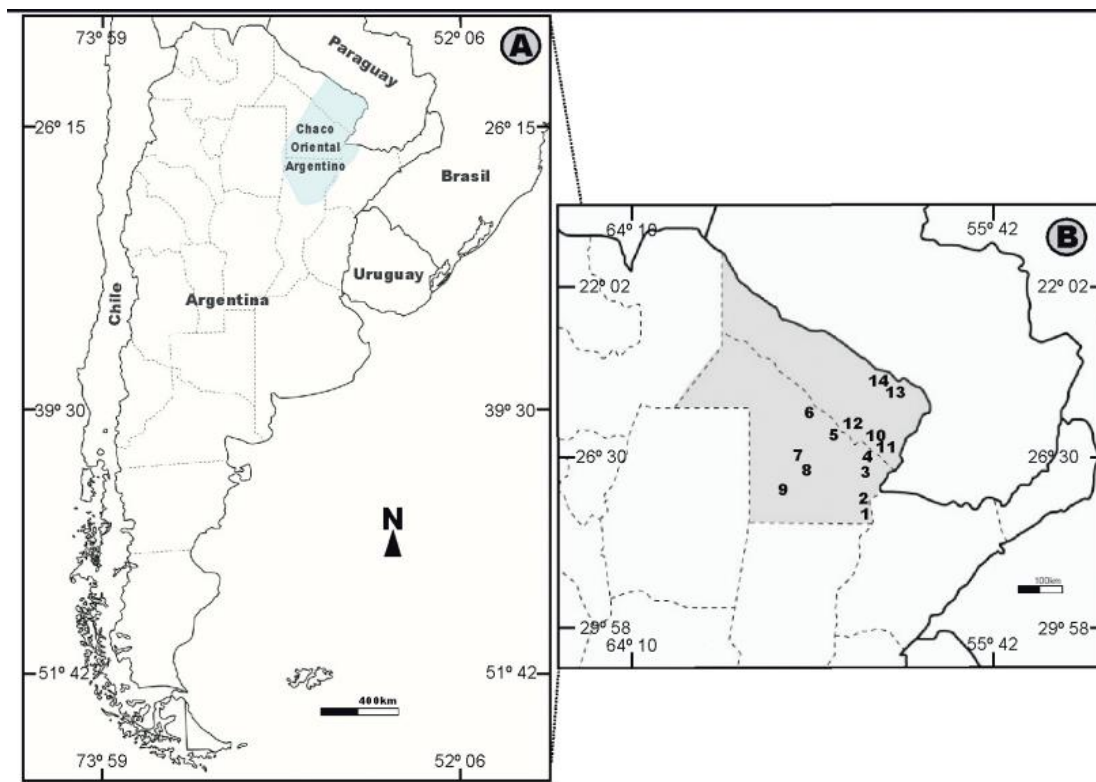 73º 59
52º 06
A
Paraguay
26º 15
26º 15
Chaco
Oriental
Argentino
Brasil
Uruguay
Argentina
Chile
39º 30
39º 30
N
51º 42
51º 42
400km
73º 59
52º 06
64º 10
55º 42
B
22º 02
22º 02
14
13
6
12
5
10
11
26º 30
26º 30
7
4
8
3
9
2
1
100km
29º 58
29º 58
64º 10
55º 42